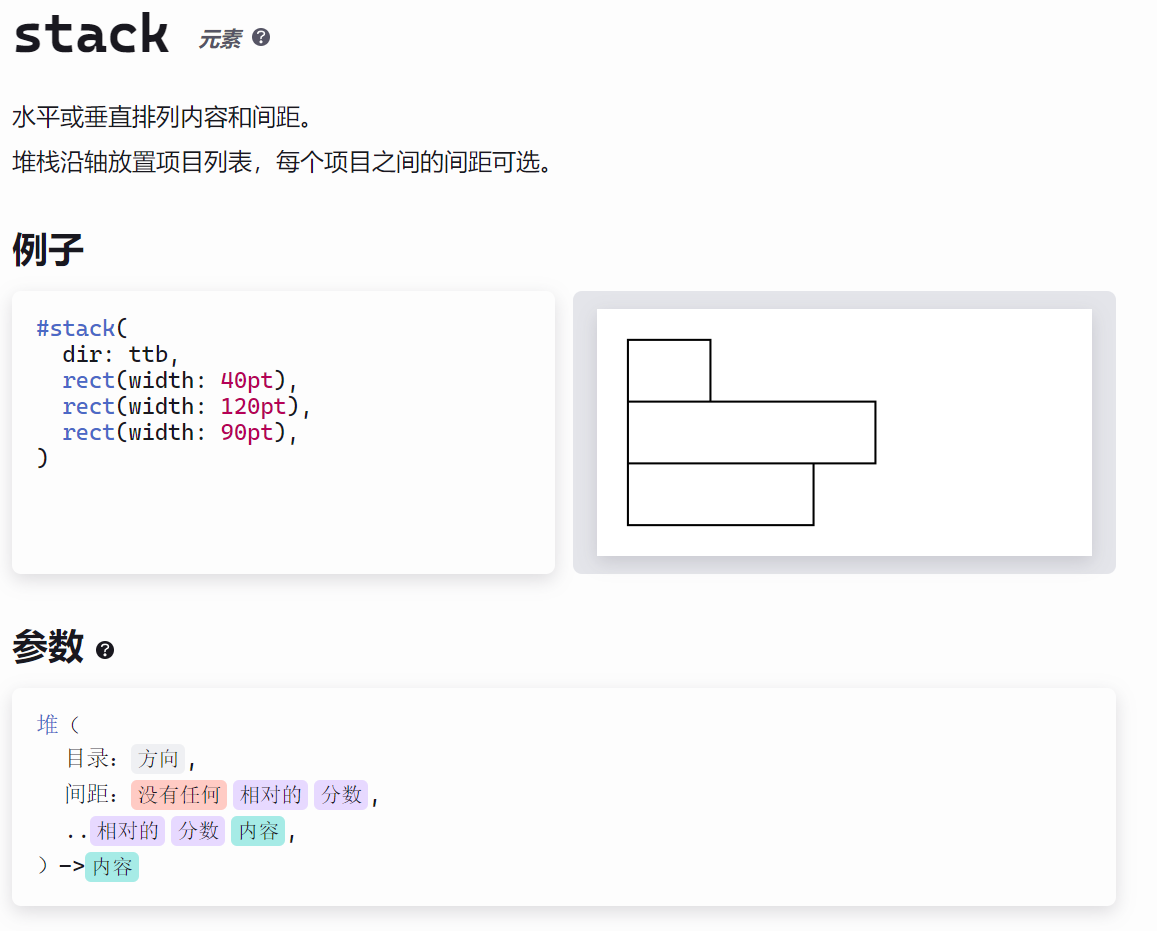 stack 元素 ?
水平或垂直排列内容和间距。
堆栈沿轴放置项目列表，每个项目之间的间距可选。
例子
#stack(
  dir: ttb,
  rect(width: 40pt),
  rect(width: 120pt),
  rect(width: 90pt),
)
参数 ?
堆（
  目录：方向,
  间距：没有任何 相对的 分数,
  ..相对的 分数 内容,
）->内容